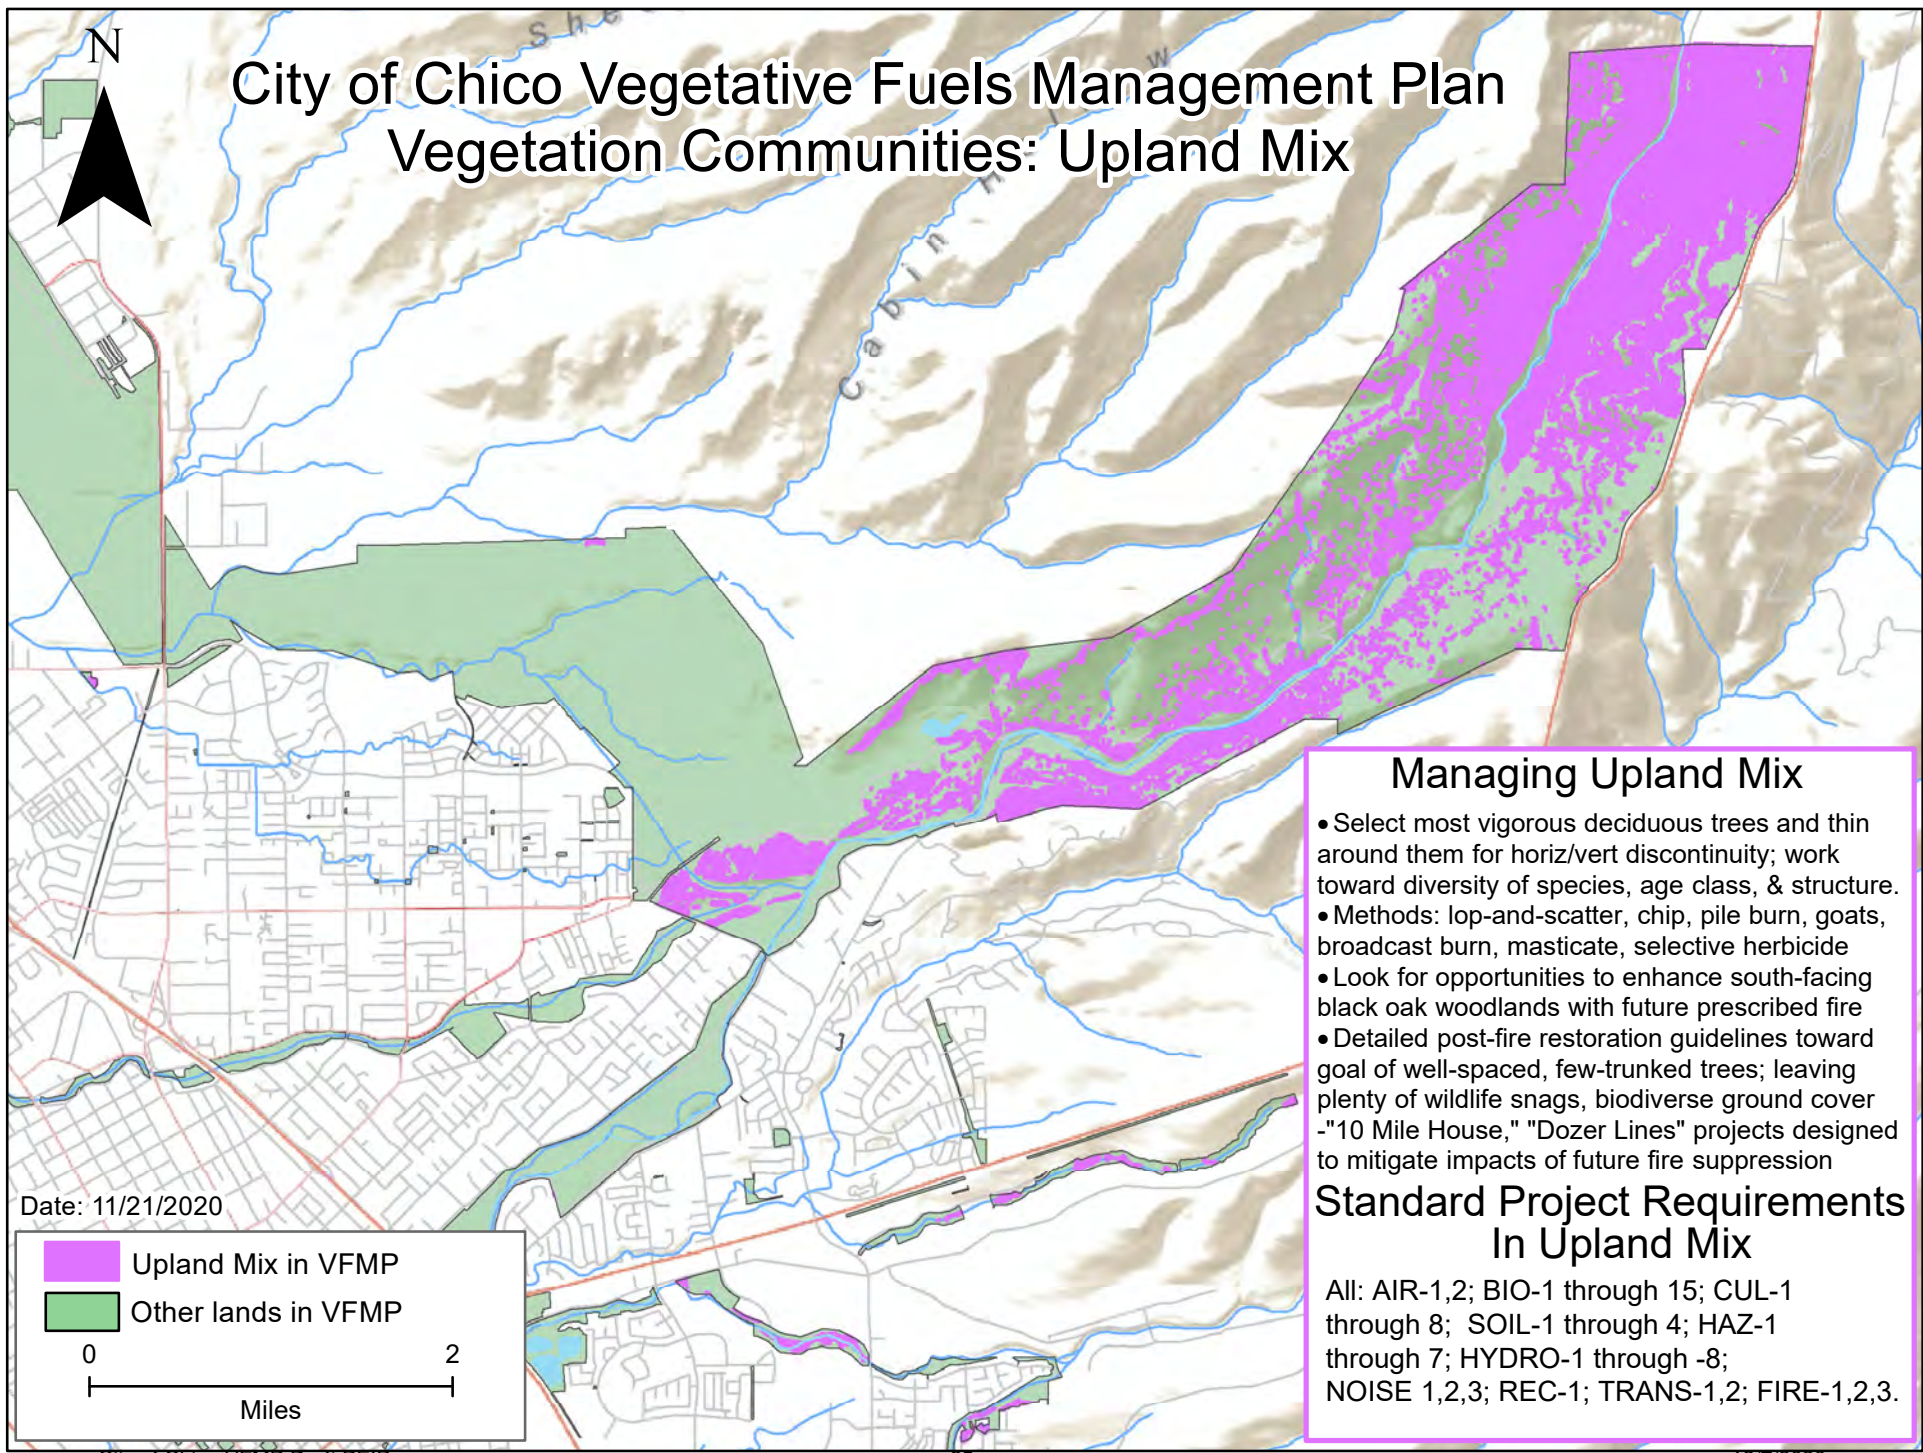 N
She
City of Chico Vegetative Fuels Management Plan
Vegetation Communities: Upland Mix
Cabin
Managing Upland Mix
•Select most vigorous deciduous trees and thin
around them for horiz/vert discontinuity; work
toward diversity of species, age class, & structure.
•Methods: lop-and-scatter, chip, pile burn, goats,
broadcast burn, masticate, selective herbicide
•Look for opportunities to enhance south-facing
black oak woodlands with future prescribed fire
•Detailed post-fire restoration guidelines toward
goal of well-spaced, few-trunked trees; leaving
plenty of wildlife snags, biodiverse ground cover
-"10 Mile House," "Dozer Lines" projects designed
to mitigate impacts of future fire suppression
Standard Project Requirements
In Upland Mix
All: AIR-1,2; BIO-1 through 15; CUL-1
through 8; SOIL-1 through 4; HAZ-1
through 7; HYDRO-1 through -8;
NOISE 1,2,3; REC-1; TRANS-1,2; FIRE-1,2,3.
Date: 11/21/2020
Upland Mix in VFMP
Other lands in VFMP
0 2
Miles